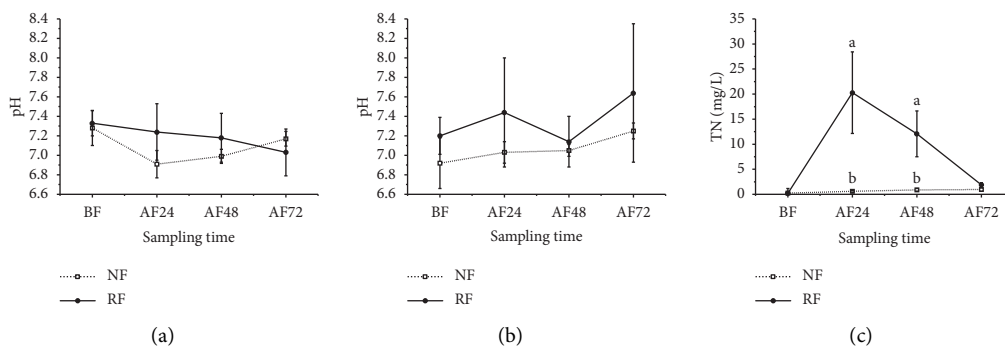 8.4
8.2
8.0
7.8
7.6
7.4
7.2
7.0
6.8
6.6
pH
BF AF24 AF48 AF72
Sampling time
NF
RF
(a)
8.4
8.2
8.0
7.8
7.6
7.4
7.2
7.0
6.8
6.6
pH
BF AF24 AF48 AF72
Sampling time
NF
RF
(b)
35
30
25
20
15
10
5
0
TN (mg/L)
a
a
b b
BF AF24 AF48 AF72
Sampling time
NF
RF
(c)